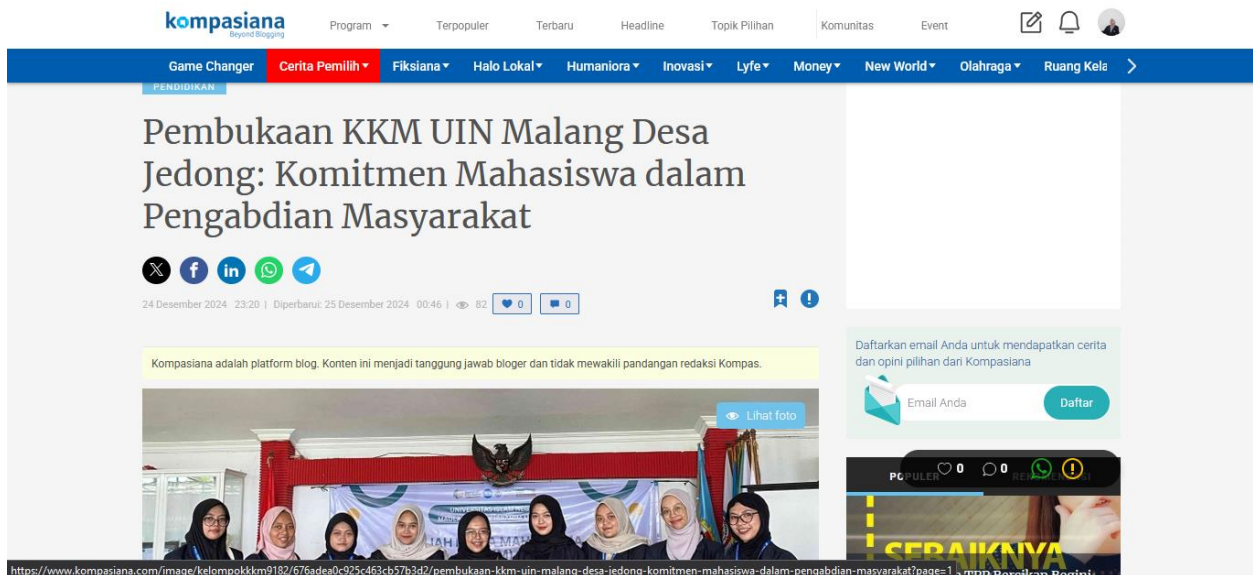 kompasiana
Beyond Blogging
Program
Terpopuler
Terbaru
Headline
Topik Pilihan
Komunitas
Event
Game Changer
Cerita Pemilih
Fiksiana
Halo Lokal
Humaniora
Inovasi
Lyfe
Money
New World
Olahraga
Ruang Kela
PENDIDIKAN
Pembukaan KKM UIN Malang Desa
Jedong: Komitmen Mahasiswa dalam
Pengabdian Masyarakat
24 Desember 2024 23:20 | Diperbarui: 25 Desember 2024 00:46 | 82 0 0
Kompasiana adalah platform blog. Konten ini menjadi tanggung jawab bloger dan tidak mewakili pandangan redaksi Kompas.
Lihat foto
Daftarkan email Anda untuk mendapatkan cerita
dan opini pilihan dari Kompasiana
Email Anda
Daftar
0 0
POPULER
SEBAIKNYA
https://www.kompasiana.com/image/kelompokkkm9182/676adea0c925c463cb57b3d2/pembukaan-kkm-uin-malang-desa-jedong-komitmen-mahasiswa-dalam-pengabdian-masyarakat?page=1